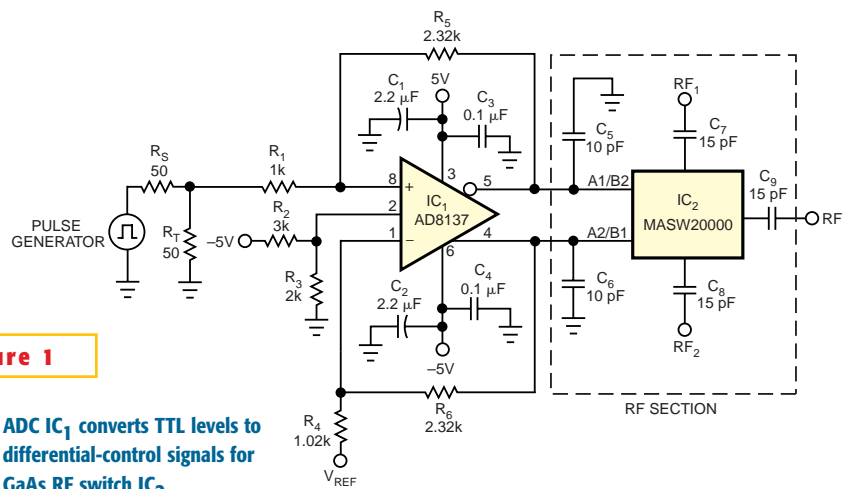 R5
2.32k
C1
2.2 µF
5V
C3
0.1 µF
RF1
C5
10 pF
C7
15 pF
RS
50
R1
1k
8
+
3
5
A1/B2
C9
15 pF
IC1
AD8137
IC2
MASW20000
RF
PULSE
GENERATOR
RT
50
R2
3k
–5V
2
1
–
4
A2/B1
6
R3
2k
C2
2.2 µF
C4
0.1 µF
C6
10 pF
C8
15 pF
–5V
RF2
ure 1
R6
2.32k
RF SECTION
R4
1.02k
VREF
ADC IC1 converts TTL levels to
differential-control signals for
GaAs RF switch IC2